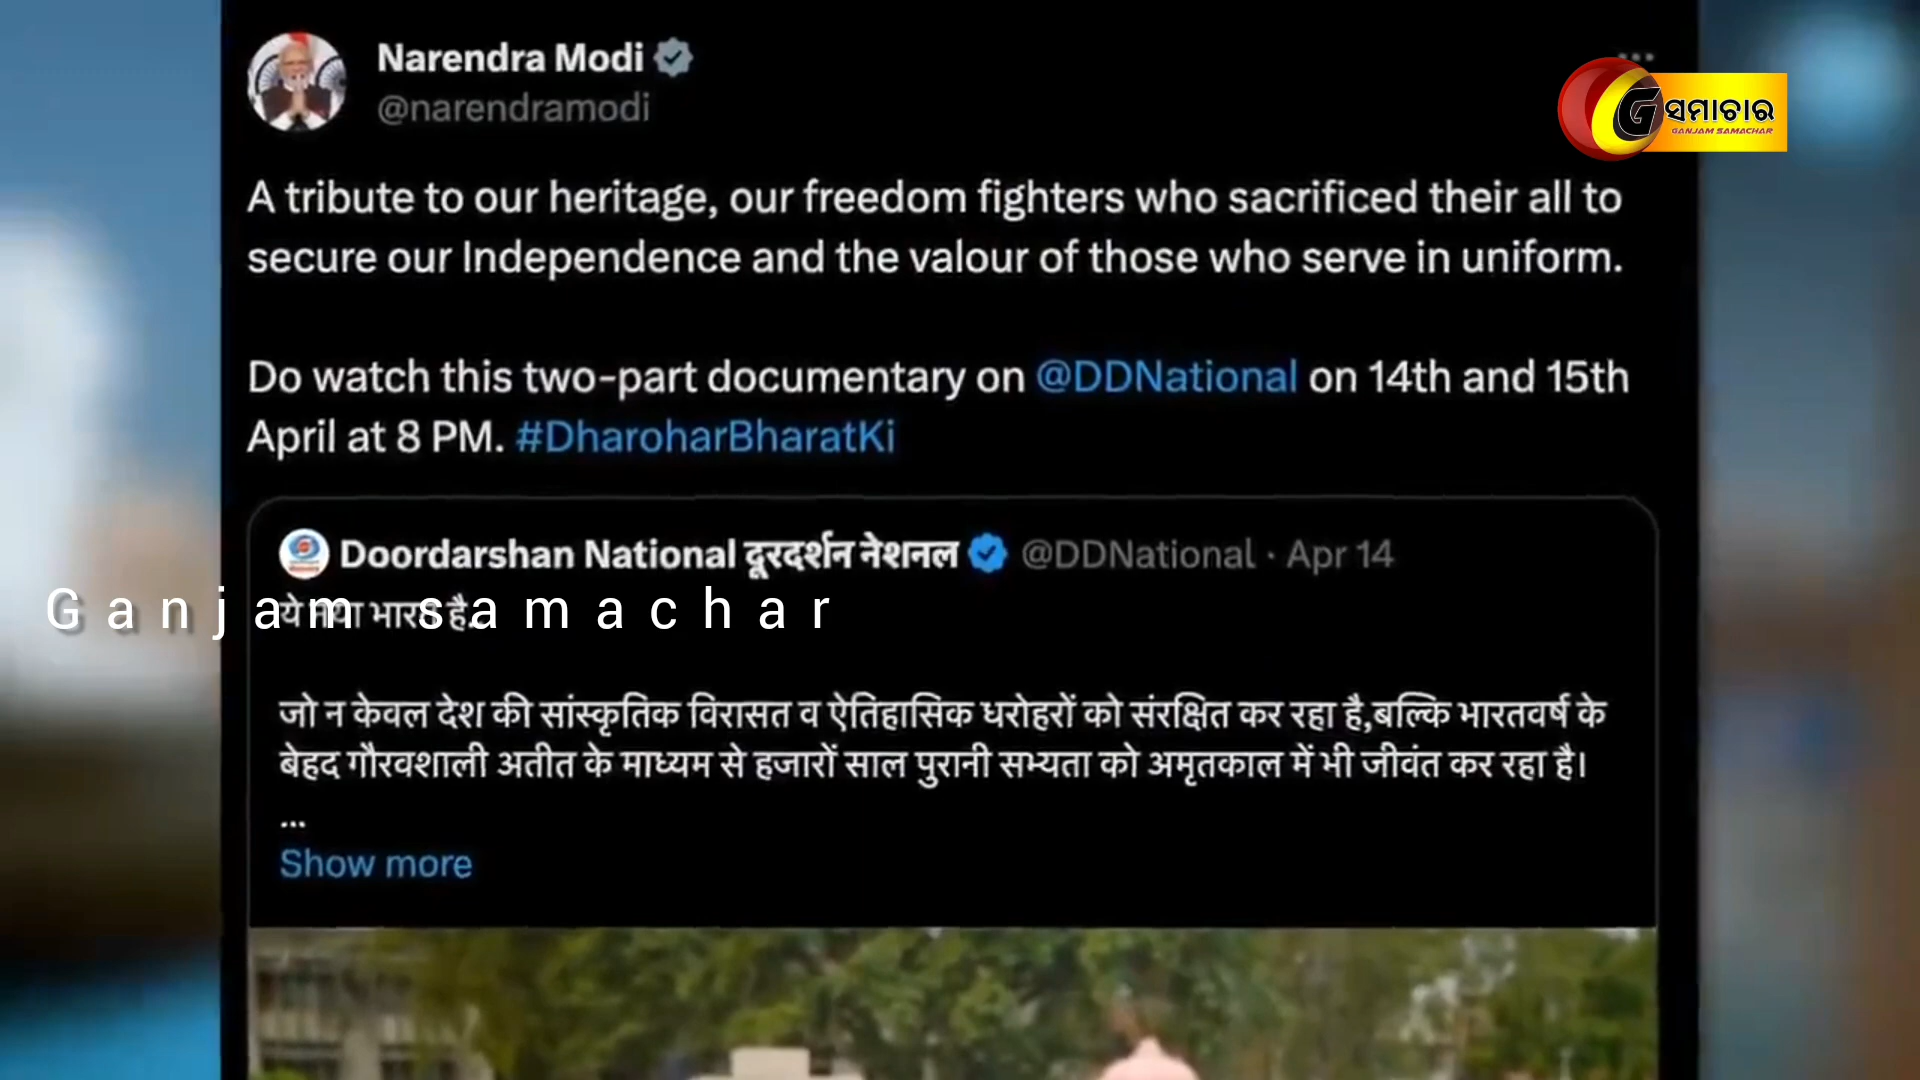 Narendra Modi
@narendramodi
G ସମାଚାର
GANJAM SAMACHAR
A tribute to our heritage, our freedom fighters who sacrificed their all to
secure our Independence and the valour of those who serve in uniform.
Do watch this two-part documentary on @DDNational on 14th and 15th
April at 8 PM. #DharoharBharatKi
Doordarshan National दूरदर्शन नेशनल @DDNational · Apr 14
ये नया भारत है..
Ganjam samachar
जो न केवल देश की सांस्कृतिक विरासत व ऐतिहासिक धरोहरों को संरक्षित कर रहा है,बल्कि भारतवर्ष के
बेहद गौरवशाली अतीत के माध्यम से हजारों साल पुरानी सभ्यता को अमृतकाल में भी जीवंत कर रहा है।
...
Show more